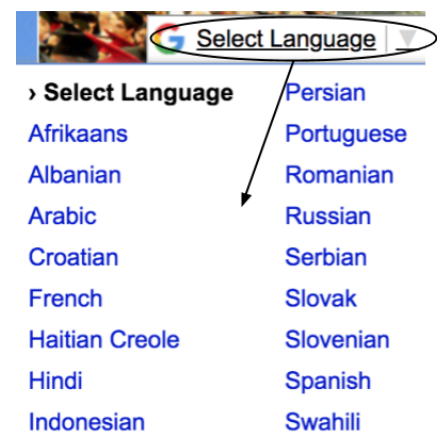 Select Language
› Select Language
Afrikaans
Albanian
Arabic
Croatian
French
Haitian Creole
Hindi
Indonesian
Persian
Portuguese
Romanian
Russian
Serbian
Slovak
Slovenian
Spanish
Swahili